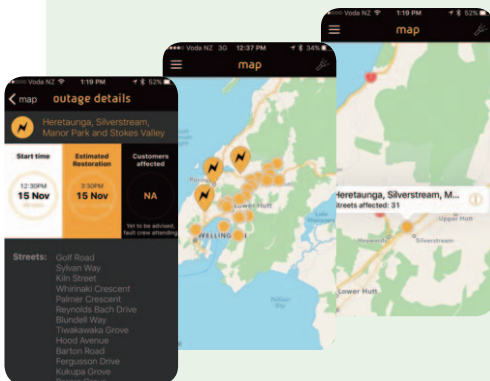 Voda NZ 1:19 PM 52%
map outage details
Heretaunga, Silverstream,
Manor Park and Stokes Valley
Start time
12:30PM
15 Nov
Estimated
Restoration
3:30PM
15 Nov
Customers
affected
NA
Yet to be advised,
fault crew attending
Streets:
Golf Road
Sylvan Way
Kiln Street
Whirinaki Crescent
Palmer Crescent
Reynolds Bach Drive
Blundell Way
Tiwakawaka Grove
Hood Avenue
Barton Road
Fergusson Drive
Kukupa Grove
Voda NZ 3G 12:37 PM 34%
map
Lower Hutt
Voda NZ 1:19 PM 52%
map
Heretaunga, Silverstream, M...
Streets affected: 31
Upper Hutt
Haywards
Silverstream
Lower Hutt